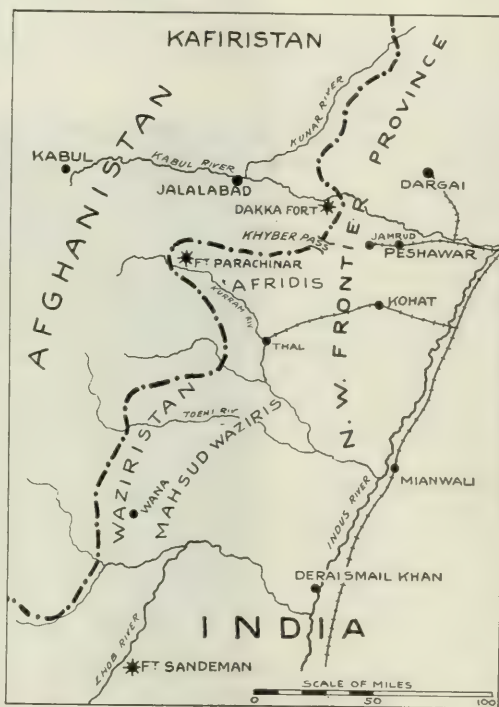 KAFIRISTAN
AFGHANISTAN
N. W. FRONTIER PROVINCE
KUNAR RIVER
KABUL
KABUL RIVER
JALALABAD
DARGAI
DAKKA FORT
KHYBER PASS
JAMRUD
PESHAWAR
FT PARACHINAR
AFRIDIS
KURRAM RIV
KOHAT
THAL
WAZIRISTAN
TOCHI RIV
MAHSUD WAZIRIS
WANA
MIANWALI
INDUS RIVER
DERAISMAIL KHAN
INDIA
ZHOB RIVER
FT SANDEMAN
SCALE OF MILES
0 50 100